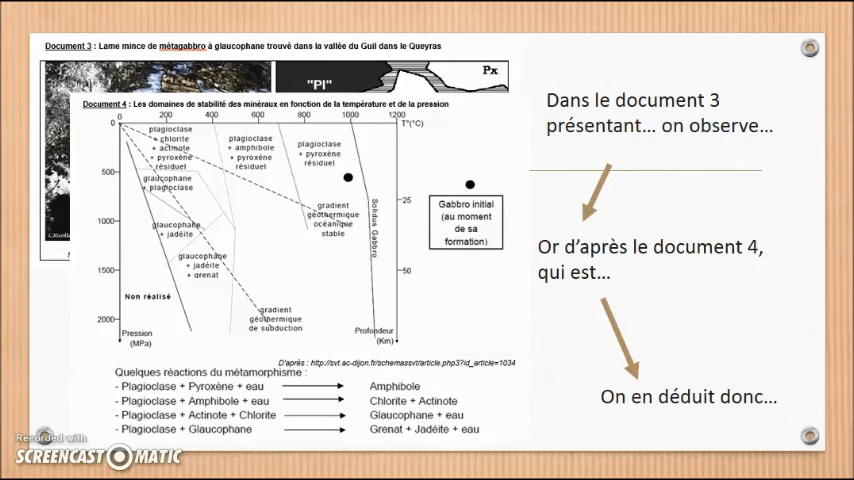 Document 3 : Lame mince de métagabbro à glaucophane trouvé dans la vallée du Guil dans le Queyras
"Pl"
Px
Document 4 : Les domaines de stabilité des minéraux en fonction de la température et de la pression
0
200
400
600
800
1000
1200
T°(°C)
0
500
1000
1500
2000
Pression
(MPa)
plagioclase
+ chlorite
+ actinote
+ pyroxène
résiduel
plagioclase
+ amphibole
+ pyroxène
résiduel
plagioclase
+ pyroxène
résiduel
glaucophane
+ plagioclase
glaucophane
+ jadéite
glaucophane
+ jadéite
+ grenat
Non réalisé
gradient
géothermique
océanique
stable
gradient
géothermique
de subduction
Solidus Gabbro
25
50
Profondeur
(Km)
Gabbro initial
(au moment
de sa
formation)
D'après : http://svt.ac-dijon.fr/schemassvt/article.php3?id_article=1034
Quelques réactions du métamorphisme :
- Plagioclase + Pyroxène + eau Amphibole
- Plagioclase + Amphibole + eau Chlorite + Actinote
- Plagioclase + Actinote + Chlorite Glaucophane + eau
- Plagioclase + Glaucophane Grenat + Jadéite + eau
Dans le document 3
présentant... on observe...
Or d'après le document 4,
qui est...
On en déduit donc...
Recorded with
SCREENCAST MATIC